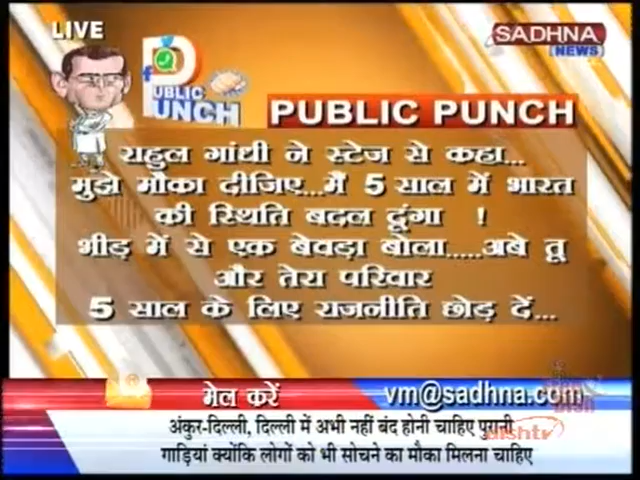 LIVE
SADHNA
NEWS
PUBLIC
PUNCH
PUBLIC PUNCH
राहुल गांधी ने स्टेज से कहा...
मुझे मौका दीजिए...मैं 5 साल में भारत
की स्थिति बदल दूंगा !
भीड़ में से एक बेवड़ा बोला.....अबे तू
और तेरा परिवार
5 साल के लिए राजनीति छोड़ दें...
मेल करें
vm@sadhna.com
अंकुर-दिल्ली, दिल्ली में अभी नहीं बंद होनी चाहिए पुरानी
गाड़ियां क्योंकि लोगों को भी सोचने का मौका मिलना चाहिए
dishtv